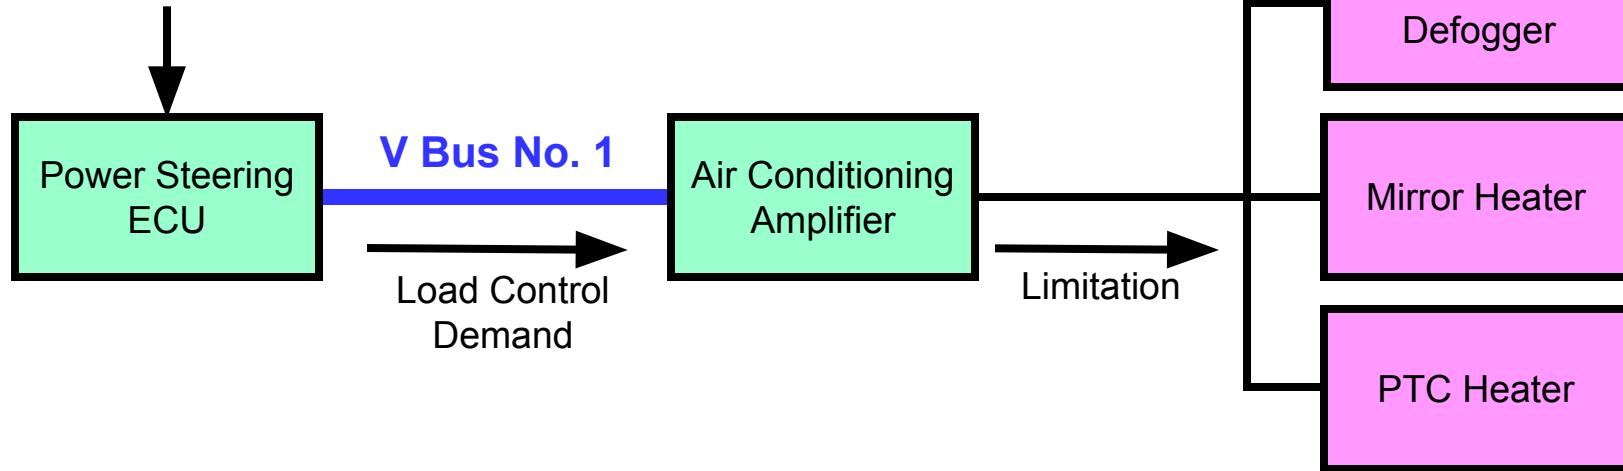 Defogger
V Bus No. 1
Power Steering
ECU
Air Conditioning
Amplifier
Mirror Heater
Load Control
Demand
Limitation
PTC Heater